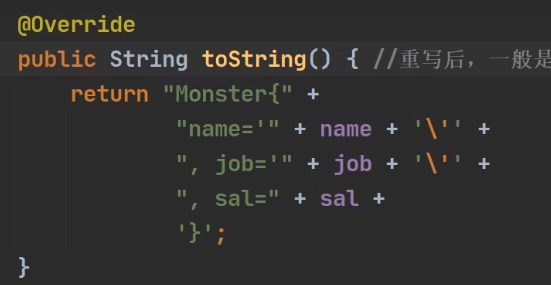 @Override
public String toString() { //重写后，一般是
return "Monster{" +
"name='" + name + '\'' +
", job='" + job + '\'' +
", sal=" + sal +
'}';
}